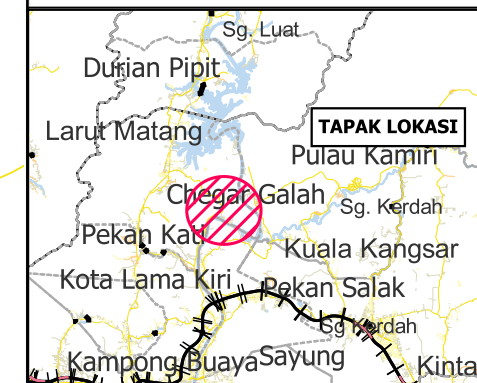 Sg. Luat
Durian Pipit
Larut Matang
TAPAK LOKASI
Pulau Kamiri
Chegar Galah
Sg. Kerdah
Pekan Kati
Kuala Kangsar
Kota Lama Kiri
Pekan Salak
Sg Kerdah
Kampong Buaya
Sayung
Kinta